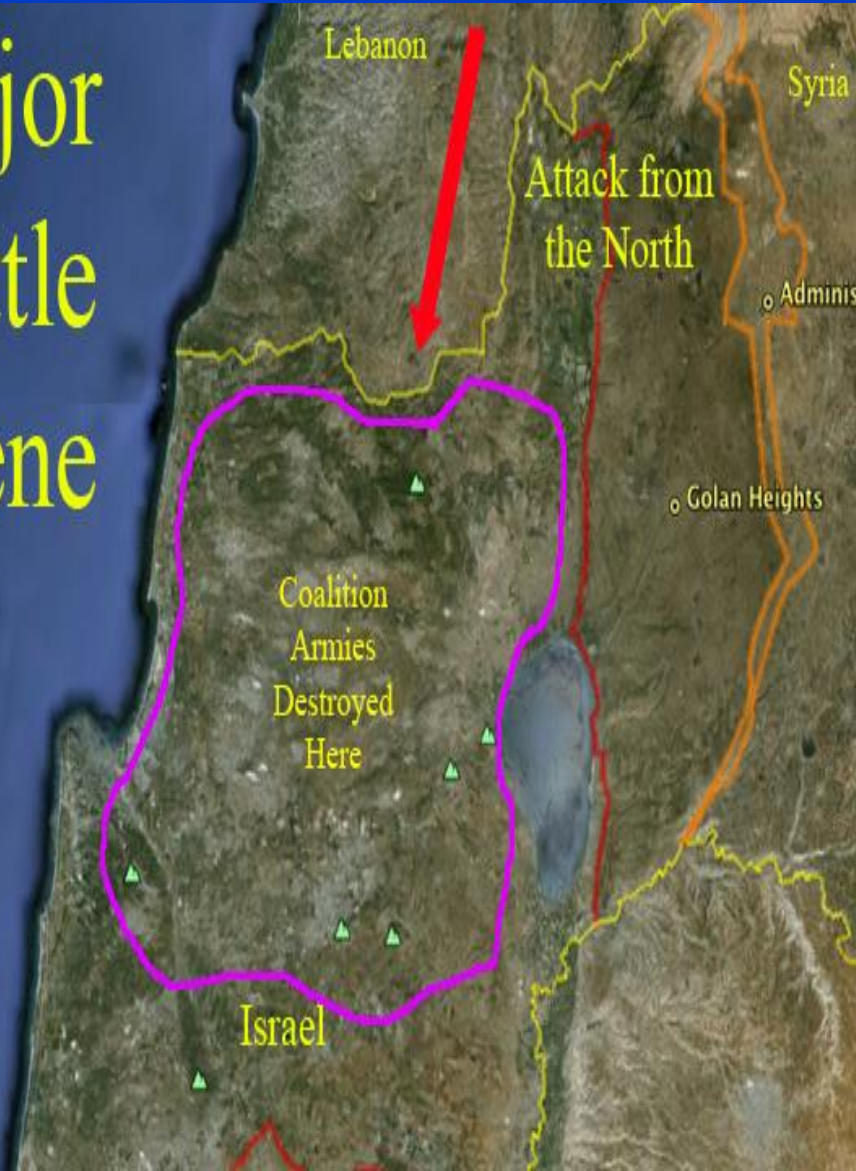 jor
tle
ene
Lebanon
Syria
Attack from
the North
Adminis
Golan Heights
Coalition
Armies
Destroyed
Here
Israel